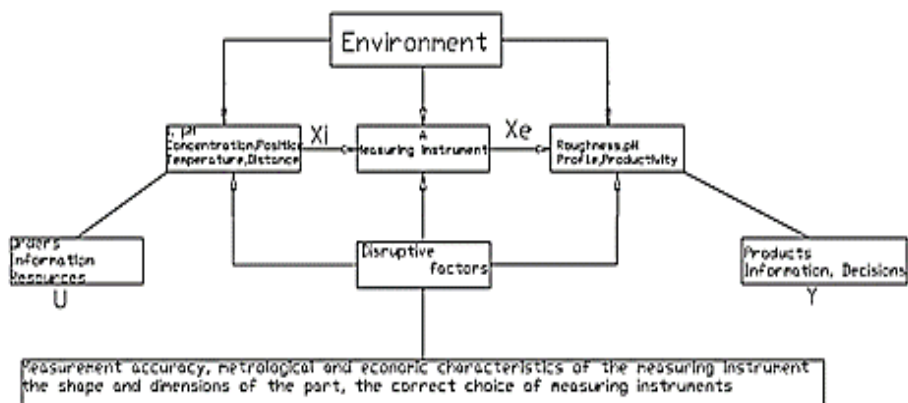 Environment
Xi
Xe
pH
Concentration,Position
Temperature,Distance
A
Measuring Instrument
Roughness,pH
Profile,Productivity
Orders
Information
Resources
U
Disruptive
factors
Products
Information, Decisions
Y
Measurement accuracy, metrological and economic characteristics of the measuring instrument
the shape and dimensions of the part, the correct choice of measuring instruments